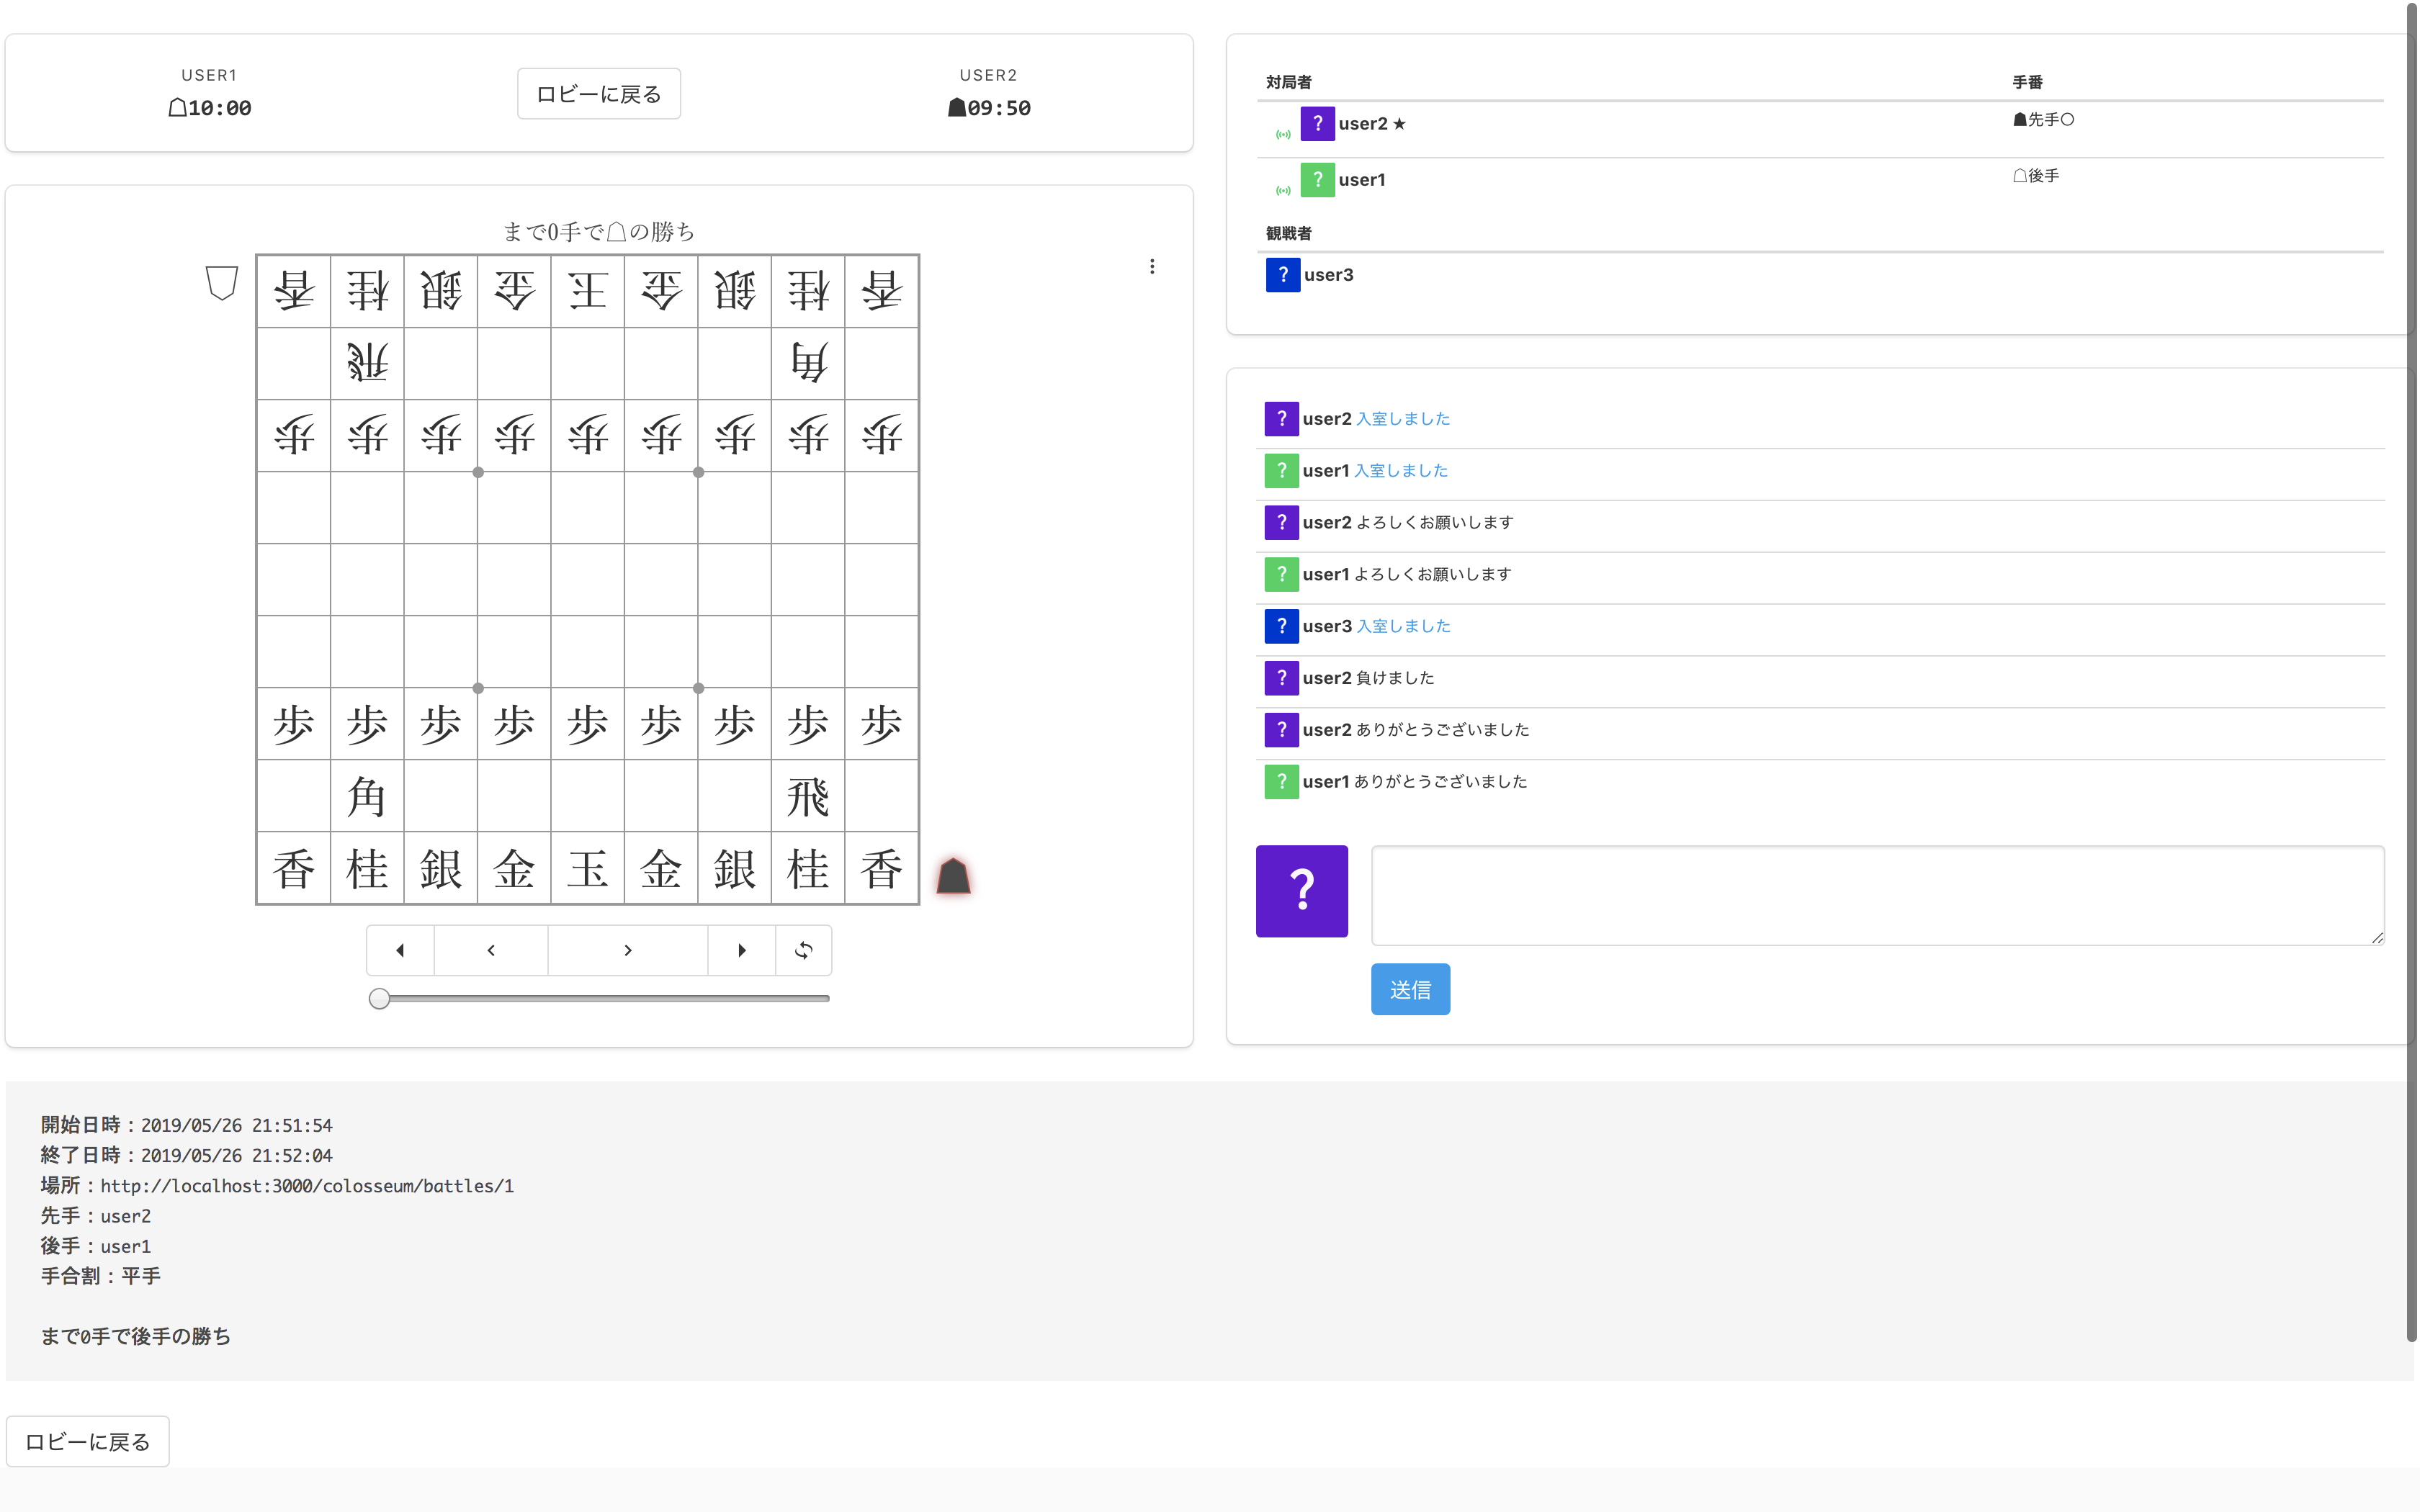 USER1
☖10:00
ロビーに戻る
USER2
☗09:50
まで0手で☖の勝ち
香桂銀金王金銀桂香
飛角
歩歩歩歩歩歩歩歩歩
歩歩歩歩歩歩歩歩歩
角飛
香桂銀金玉金銀桂香
対局者 手番
? user2 ★ ☗先手〇
? user1 ☖後手
観戦者
? user3
? user2 入室しました
? user1 入室しました
? user2 よろしくお願いします
? user1 よろしくお願いします
? user3 入室しました
? user2 負けました
? user2 ありがとうございました
? user1 ありがとうございました
?
送信
開始日時：2019/05/26 21:51:54
終了日時：2019/05/26 21:52:04
場所：http://localhost:3000/colosseum/battles/1
先手：user2
後手：user1
手合割：平手
まで0手で後手の勝ち
ロビーに戻る